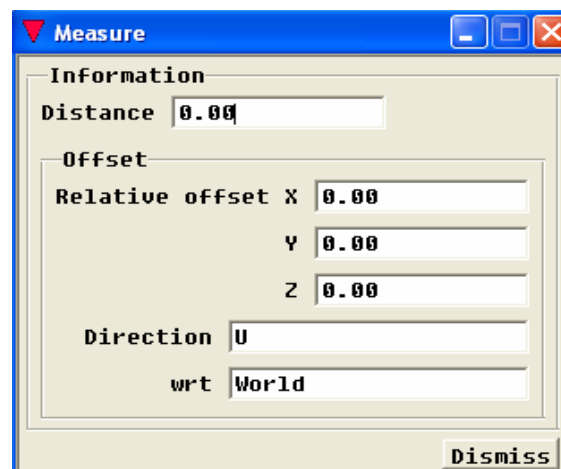 Measure
Information
Distance 0.00
Offset
Relative offset X 0.00
Y 0.00
Z 0.00
Direction U
wrt World
Dismiss